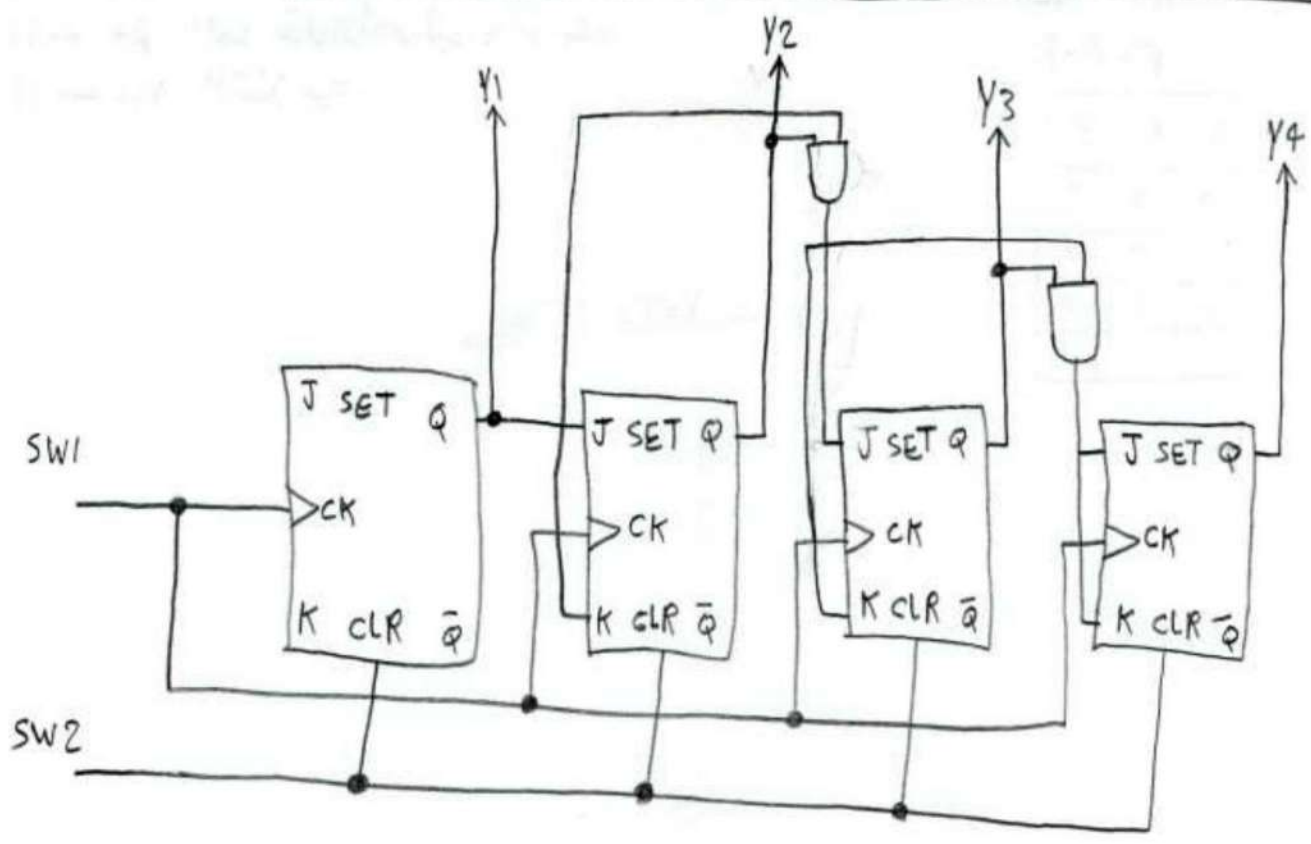 Y1
Y2
Y3
Y4
SW1
J SET Q
CK
K CLR Q̅
J SET Q
CK
K CLR Q̅
J SET Q
CK
K CLR Q̅
J SET Q
CK
K CLR Q̅
SW2